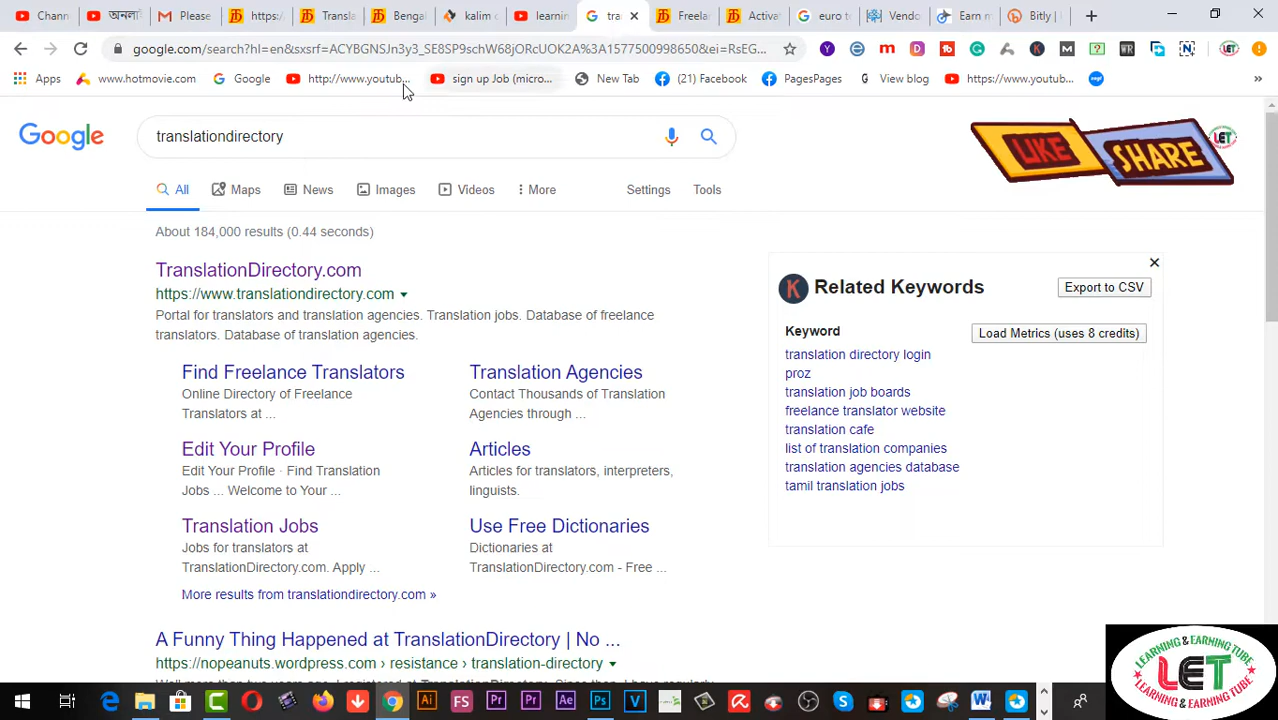 Chann
অনলাই
Please
https:/
Transla
Bengal
kalim c
learnin
tra
Freelar
Activa
euro t
Vendo
Earn m
Bitly |
google.com/search?hl=en&sxsrf=ACYBGNSJn3y3_SE8SP9schW68jORcUOK2A%3A1577500998650&ei=RsEG...
Apps
www.hotmovie.com
Google
http://www.youtub...
sign up Job (micro...
New Tab
(21) Facebook
PagesPages
View blog
https://www.youtub...
»
Google
translationdirectory
LIKE
SHARE
LET
All
Maps
News
Images
Videos
More
Settings
Tools
About 184,000 results (0.44 seconds)
TranslationDirectory.com
https://www.translationdirectory.com
Portal for translators and translation agencies. Translation jobs. Database of freelance
translators. Database of translation agencies.
Find Freelance Translators
Online Directory of Freelance
Translators at ...
Translation Agencies
Contact Thousands of Translation
Agencies through ...
Edit Your Profile
Edit Your Profile · Find Translation
Jobs ... Welcome to Your ...
Articles
Articles for translators, interpreters,
linguists.
Translation Jobs
Jobs for translators at
TranslationDirectory.com. Apply ...
Use Free Dictionaries
Dictionaries at
TranslationDirectory.com - Free ...
More results from translationdirectory.com »
A Funny Thing Happened at TranslationDirectory | No ...
https://nopeanuts.wordpress.com › resistance › translation-directory
K
Related Keywords
Export to CSV
Keyword
Load Metrics (uses 8 credits)
translation directory login
proz
translation job boards
freelance translator website
translation cafe
list of translation companies
translation agencies database
tamil translation jobs
LEARNING & EARNING TUBE
LET
LEARNING & EARNING TUBE